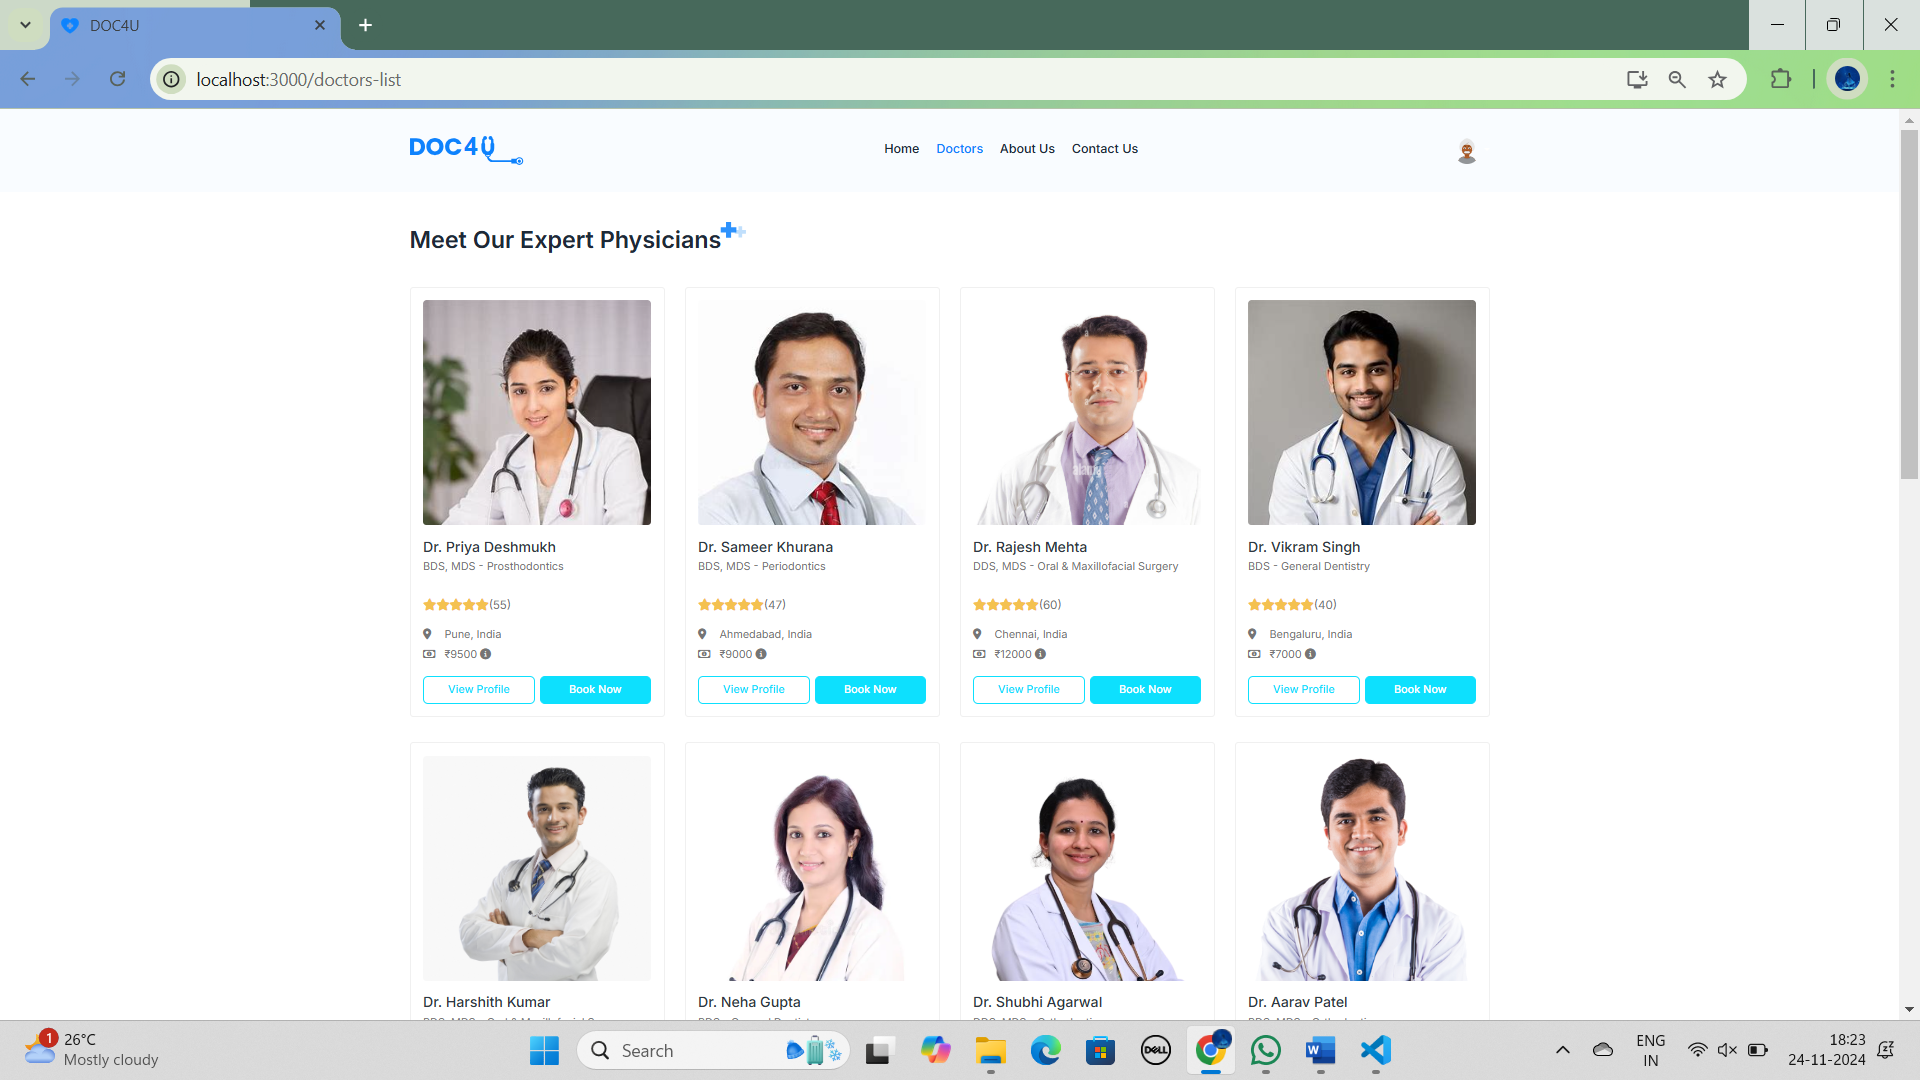 DOC4U
localhost:3000/doctors-list
DOC4U
Home Doctors About Us Contact Us
Meet Our Expert Physicians
alamy
Dr. Priya Deshmukh
BDS, MDS - Prosthodontics
(55)
Pune, India
₹9500
View Profile Book Now
Dr. Sameer Khurana
BDS, MDS - Periodontics
(47)
Ahmedabad, India
₹9000
View Profile Book Now
Dr. Rajesh Mehta
DDS, MDS - Oral & Maxillofacial Surgery
(60)
Chennai, India
₹12000
View Profile Book Now
Dr. Vikram Singh
BDS - General Dentistry
(40)
Bengaluru, India
₹7000
View Profile Book Now
Dr. Harshith Kumar
Dr. Neha Gupta
Dr. Shubhi Agarwal
Dr. Aarav Patel
1
26°C
Mostly cloudy
Search
DELL
ENG
IN
18:23
24-11-2024